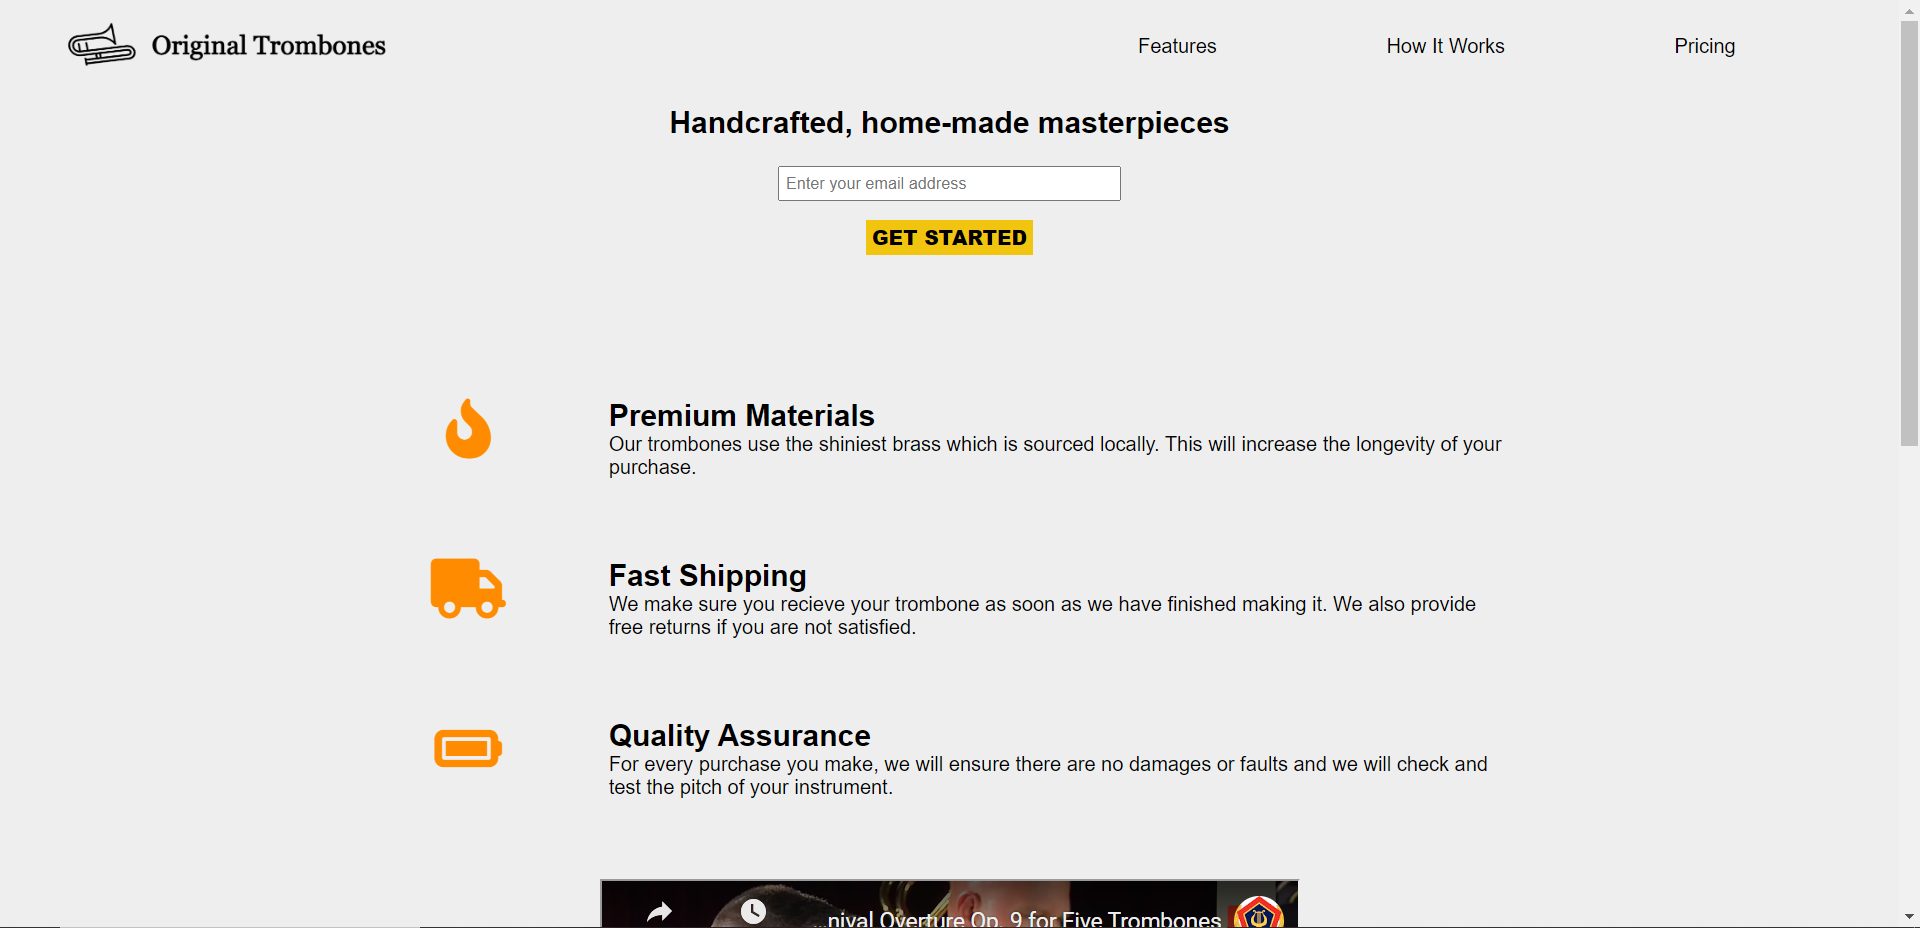 Original Trombones
Features
How It Works
Pricing
Handcrafted, home-made masterpieces
Enter your email address
GET STARTED
Premium Materials
Our trombones use the shiniest brass which is sourced locally. This will increase the longevity of your
purchase.
Fast Shipping
We make sure you recieve your trombone as soon as we have finished making it. We also provide
free returns if you are not satisfied.
Quality Assurance
For every purchase you make, we will ensure there are no damages or faults and we will check and
test the pitch of your instrument.
...nival Overture Op. 9 for Five Trombones